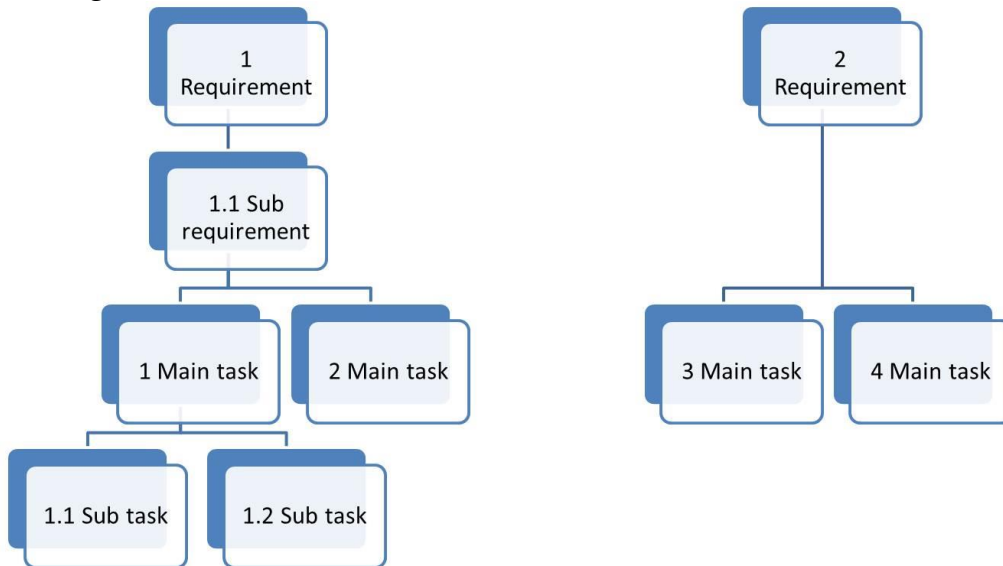 1
Requirement
2
Requirement
1.1 Sub
requirement
1 Main task
2 Main task
3 Main task
4 Main task
1.1 Sub task
1.2 Sub task